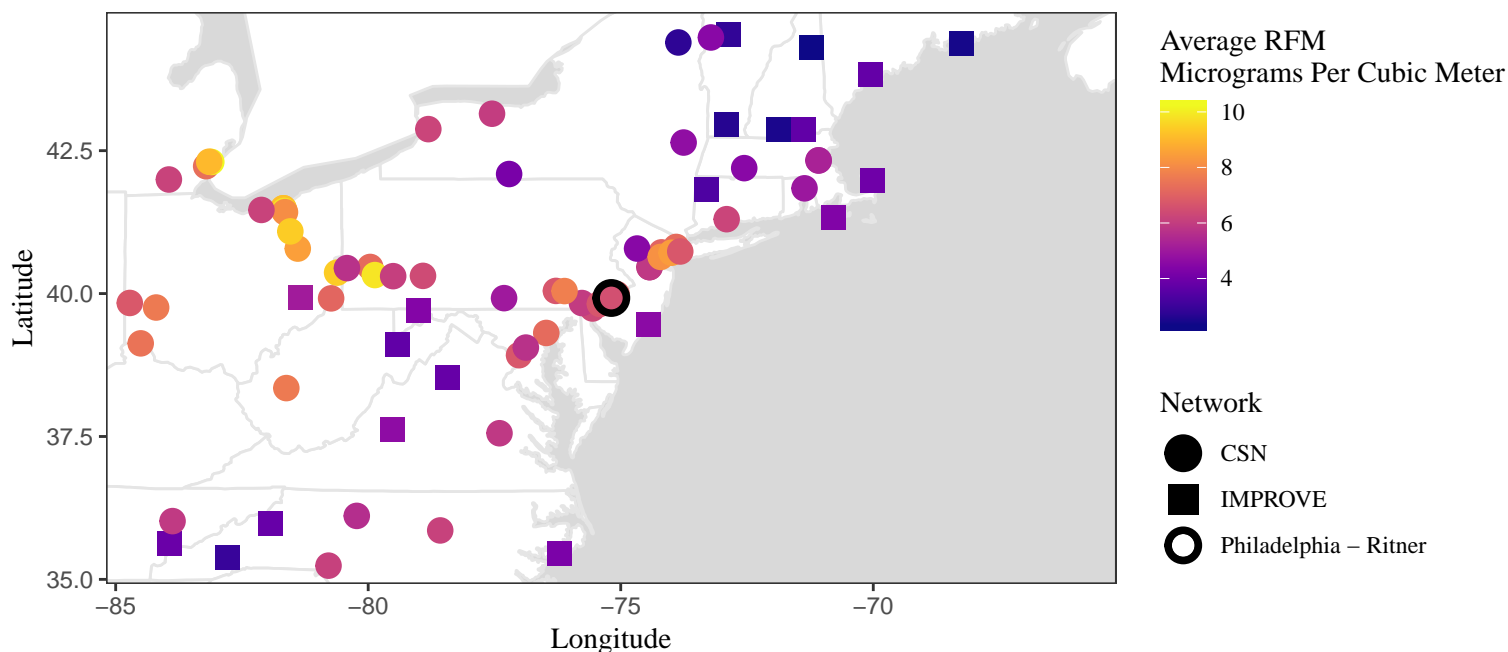 42.5
40.0
37.5
35.0
Latitude
−85
−80
−75
−70
Longitude
Average RFM
Micrograms Per Cubic Meter
10
8
6
4
Network
CSN
IMPROVE
Philadelphia − Ritner